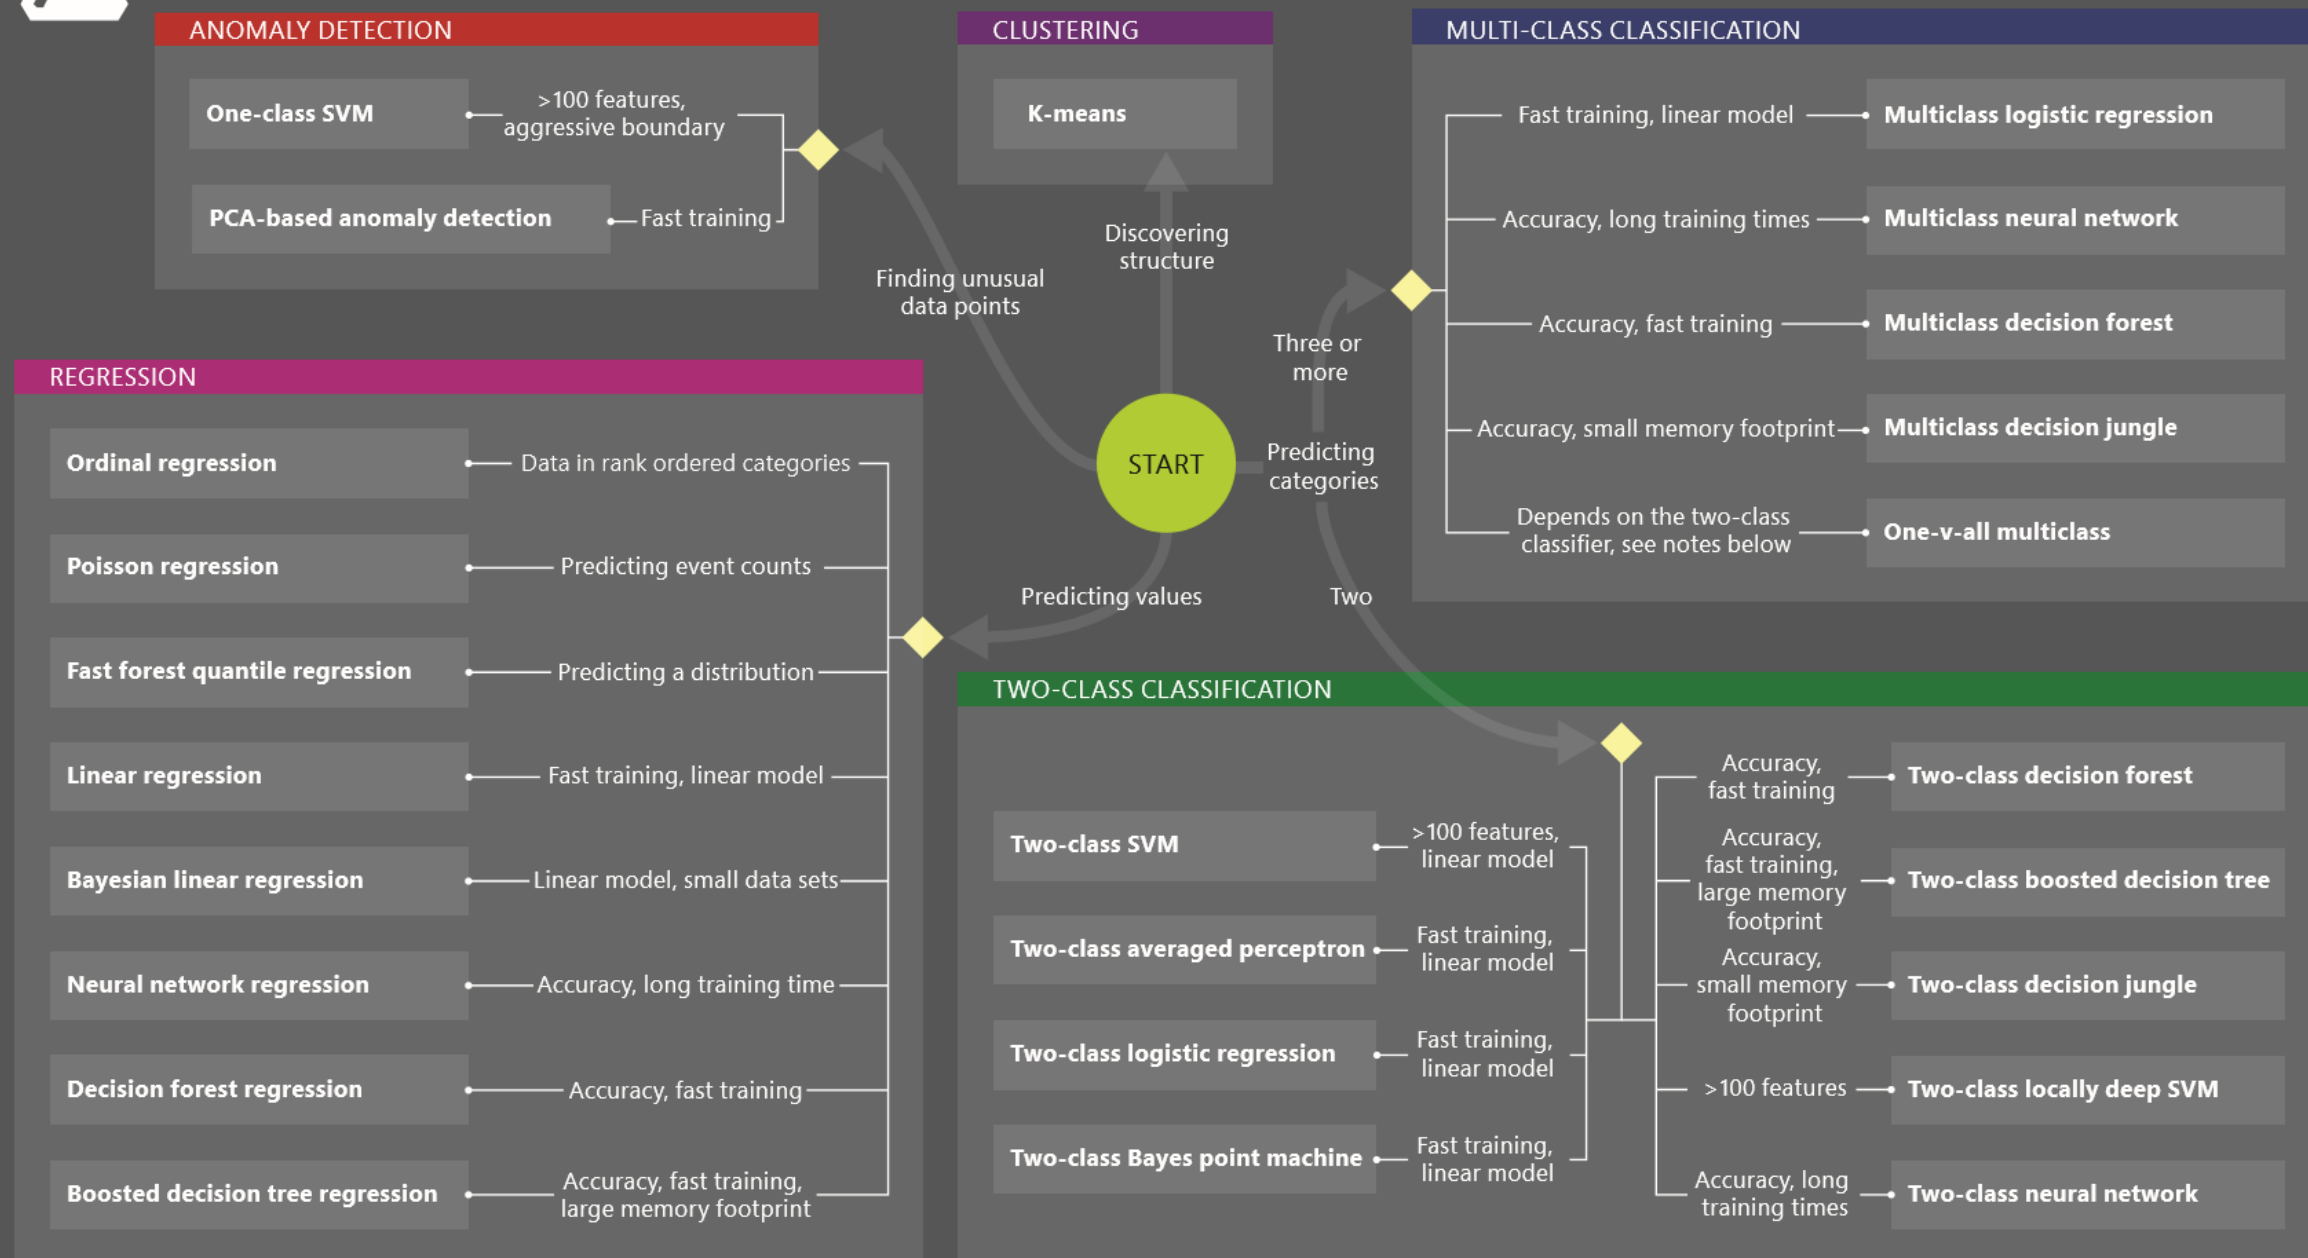 ANOMALY DETECTION
One-class SVM
>100 features,
aggressive boundary
PCA-based anomaly detection
Fast training
CLUSTERING
K-means
MULTI-CLASS CLASSIFICATION
Fast training, linear model
Multiclass logistic regression
Accuracy, long training times
Multiclass neural network
Accuracy, fast training
Multiclass decision forest
Accuracy, small memory footprint
Multiclass decision jungle
Depends on the two-class
classifier, see notes below
One-v-all multiclass
Finding unusual
data points
Discovering
structure
Three or
more
START
Predicting
categories
Predicting values
Two
REGRESSION
Ordinal regression
Data in rank ordered categories
Poisson regression
Predicting event counts
Fast forest quantile regression
Predicting a distribution
Linear regression
Fast training, linear model
Bayesian linear regression
Linear model, small data sets
Neural network regression
Accuracy, long training time
Decision forest regression
Accuracy, fast training
Boosted decision tree regression
Accuracy, fast training,
large memory footprint
TWO-CLASS CLASSIFICATION
Two-class SVM
>100 features,
linear model
Two-class averaged perceptron
Fast training,
linear model
Two-class logistic regression
Fast training,
linear model
Two-class Bayes point machine
Fast training,
linear model
Accuracy,
fast training
Two-class decision forest
Accuracy,
fast training,
large memory
footprint
Two-class boosted decision tree
Accuracy,
small memory
footprint
Two-class decision jungle
>100 features
Two-class locally deep SVM
Accuracy, long
training times
Two-class neural network